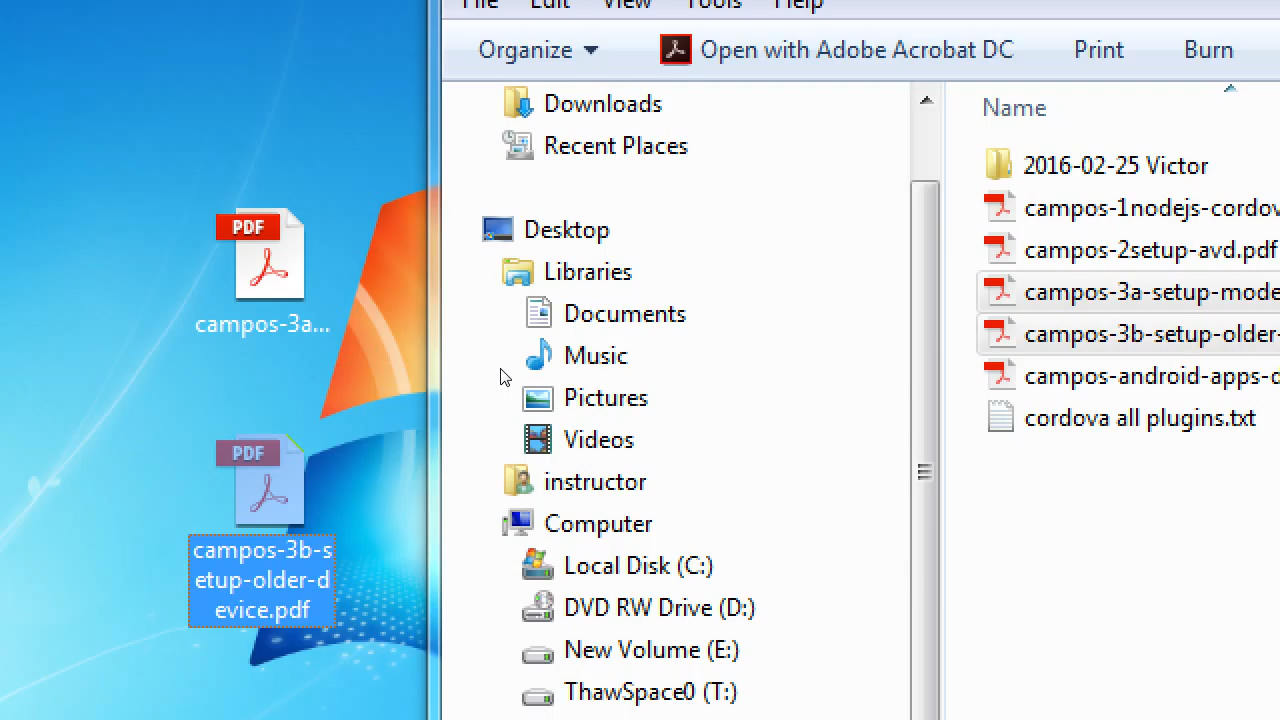 File Edit View Tools Help
Organize Open with Adobe Acrobat DC Print Burn
PDF
campos-3a...
PDF
campos-3b-s
etup-older-d
evice.pdf
Downloads
Recent Places
Desktop
Libraries
Documents
Music
Pictures
Videos
instructor
Computer
Local Disk (C:)
DVD RW Drive (D:)
New Volume (E:)
ThawSpace0 (T:)
Name
2016-02-25 Victor
campos-1nodejs-cordov
campos-2setup-avd.pdf
campos-3a-setup-mode
campos-3b-setup-older-
campos-android-apps-c
cordova all plugins.txt